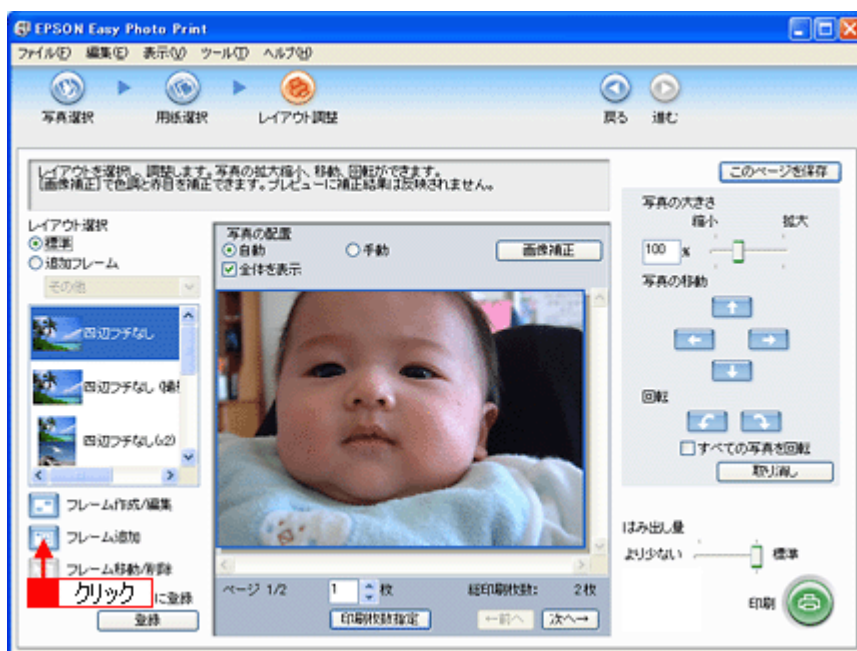 EPSON Easy Photo Print
ファイル(F) 編集(E) 表示(V) ツール(T) ヘルプ(H)
写真選択 用紙選択 レイアウト調整 戻る 進む
レイアウトを選択し、調整します。写真の拡大縮小、移動、回転ができます。
[画像補正]で色調と赤目を補正できます。プレビューに補正結果は反映されません。
このページを保存
レイアウト選択
標準
追加フレーム
その他
四辺フチなし
四辺フチなし
四辺フチなし(x2)
フレーム作成/編集
フレーム追加
フレーム移動/削除
クリック
に登録
登録
写真の配置
自動 手動 画像補正
全体を表示
ページ 1/2 1 枚 総印刷枚数: 2枚
印刷枚数指定 ←前へ 次へ→
写真の大きさ
縮小 拡大
100 %
写真の移動
回転
すべての写真を回転
取り消し
はみ出し量
より少ない 標準
印刷